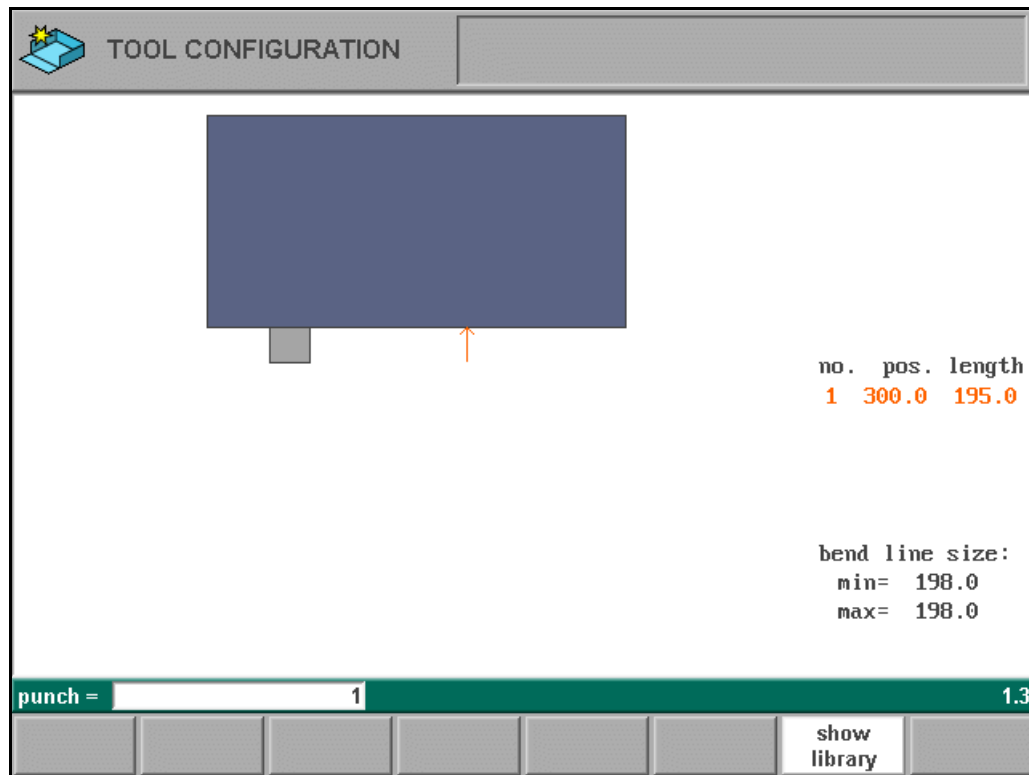 TOOL CONFIGURATION
no. pos. length
1 300.0 195.0
bend line size:
min= 198.0
max= 198.0
punch = 1
1.3
show
library